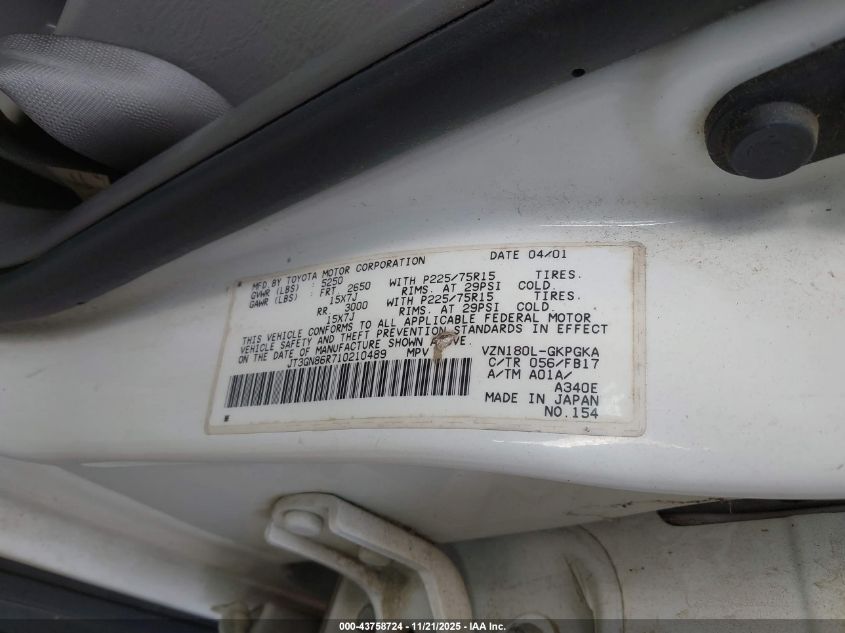 MFD.BY TOYOTA MOTOR CORPORATION DATE 04/01
GVWR (LBS) : 5250
GAWR (LBS) : FRT 2650 WITH P225/75R15 TIRES.
15X7J RIMS. AT 29PSI COLD.
RR 3000 WITH P225/75R15 TIRES.
15X7J RIMS. AT 29PSI COLD.
THIS VEHICLE CONFORMS TO ALL APPLICABLE FEDERAL MOTOR
VEHICLE SAFETY AND THEFT PREVENTION STANDARDS IN EFFECT
ON THE DATE OF MANUFACTURE SHOWN
JT3GN86R710210489 MPV VZN180L-GKPGKA
C/TR 056/FB17
A/TM A01A/
A340E
MADE IN JAPAN
NO.154
000-43758724 - 11/21/2025 - IAA Inc.